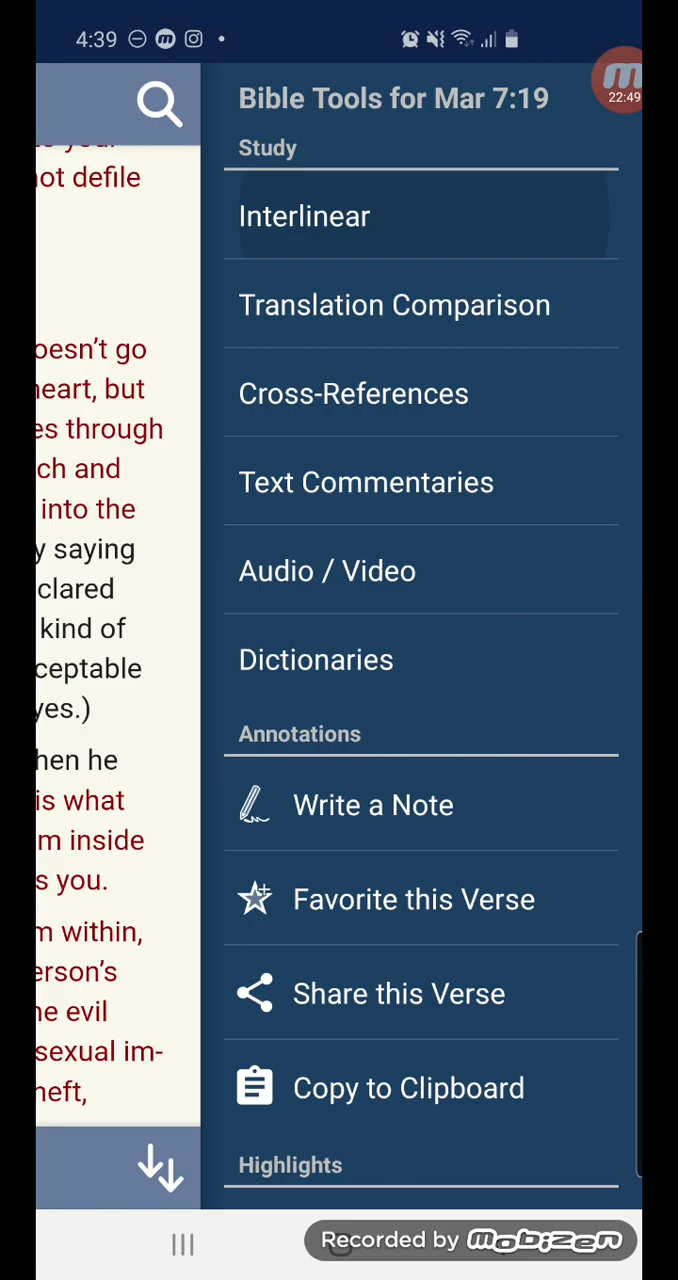 4:39
22:49
not defile
oesn’t go
heart, but
es through
ch and
into the
y saying
clared
kind of
ceptable
yes.)
hen he
is what
m inside
s you.
m within,
erson’s
he evil
sexual im-
heft,
Bible Tools for Mar 7:19
Study
Interlinear
Translation Comparison
Cross-References
Text Commentaries
Audio / Video
Dictionaries
Annotations
Write a Note
Favorite this Verse
Share this Verse
Copy to Clipboard
Highlights
Recorded by mobizen